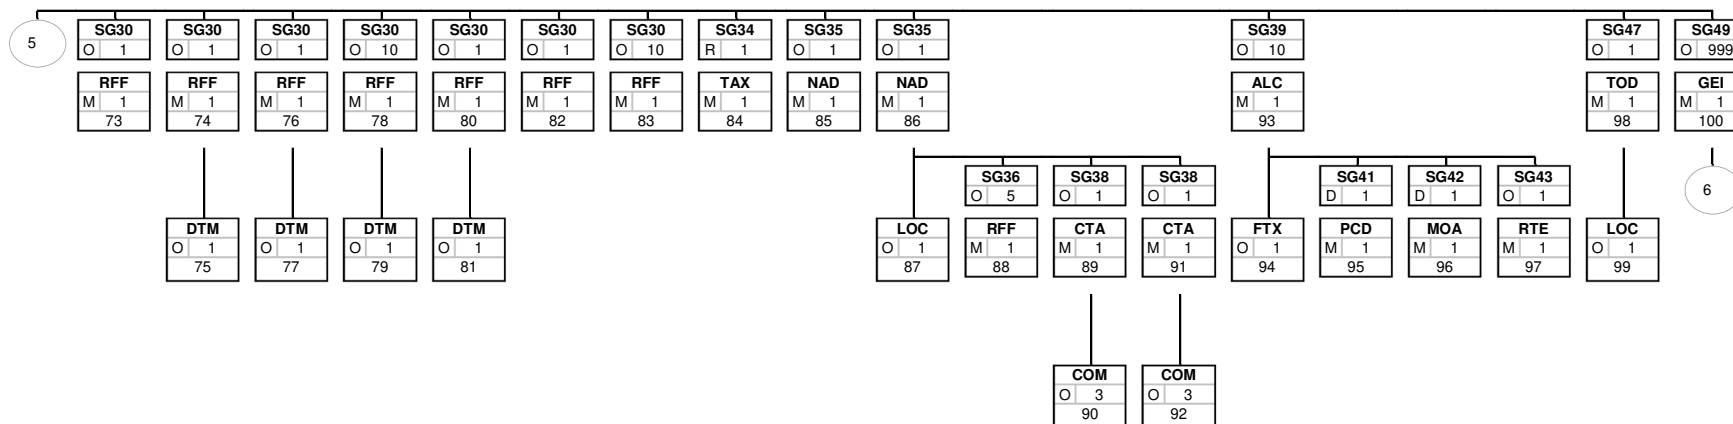 5
SG30 SG30 SG30 SG30 SG30 SG30 SG30 SG34 SG35 SG35 SG39 SG47 SG49
O 1 O 1 O 1 O 10 O 1 O 1 O 10 R 1 O 1 O 1 O 10 O 1 O 999
RFF RFF RFF RFF RFF RFF RFF TAX NAD NAD ALC TOD GEI
M 1 M 1 M 1 M 1 M 1 M 1 M 1 M 1 M 1 M 1 M 1 M 1 M 1
73 74 76 78 80 82 83 84 85 86 93 98 100
SG36 SG38 SG38 SG41 SG42 SG43
O 5 O 1 O 1 D 1 D 1 O 1
6
DTM DTM DTM DTM LOC RFF CTA CTA FTX PCD MOA RTE LOC
O 1 O 1 O 1 O 1 O 1 M 1 M 1 M 1 O 1 M 1 M 1 M 1 O 1
75 77 79 81 87 88 89 91 94 95 96 97 99
COM COM
O 3 O 3
90 92